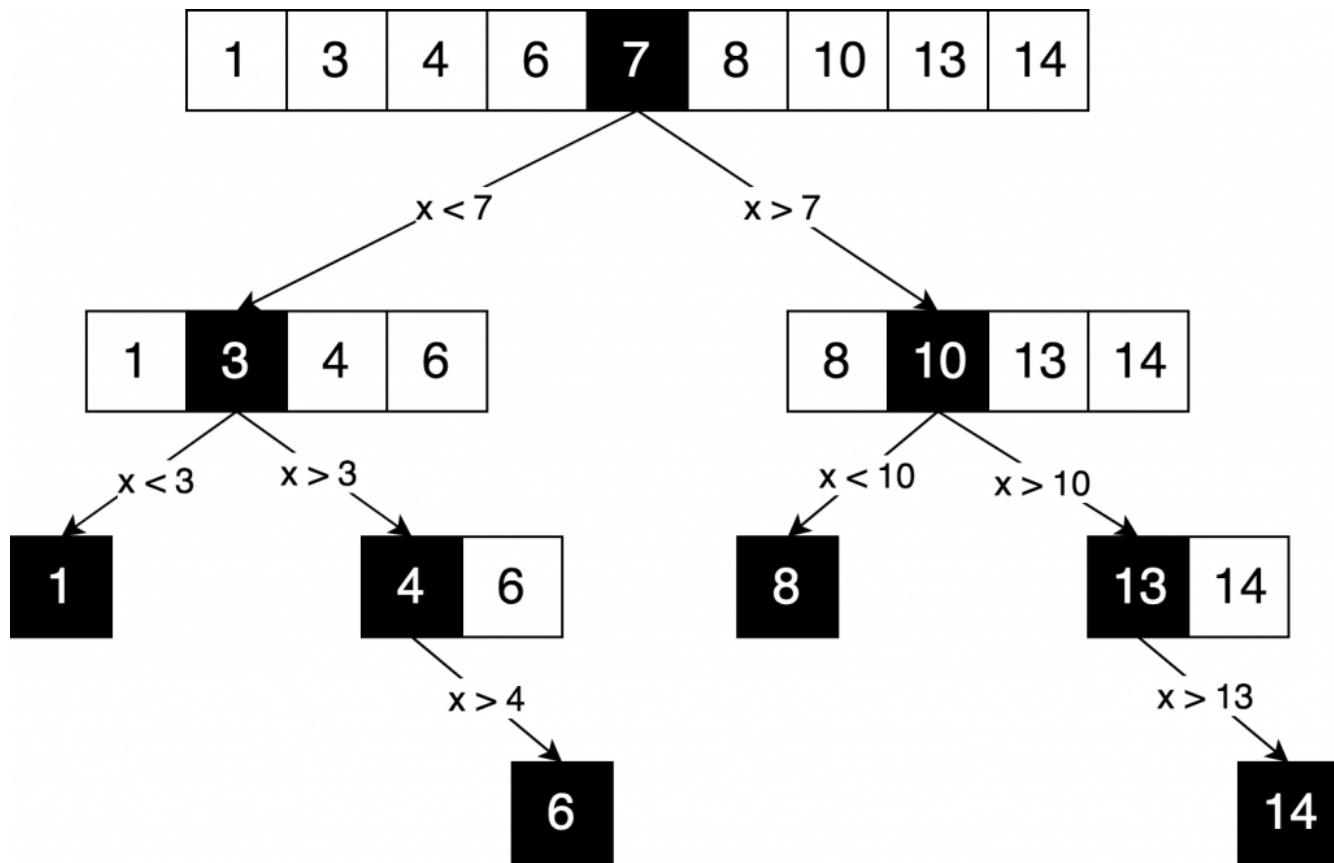 1 3 4 6 7 8 10 13 14
x < 7 x > 7
1 3 4 6 8 10 13 14
x < 3 x > 3 x < 10 x > 10
1 4 6 8 13 14
x > 4 x > 13
6 14